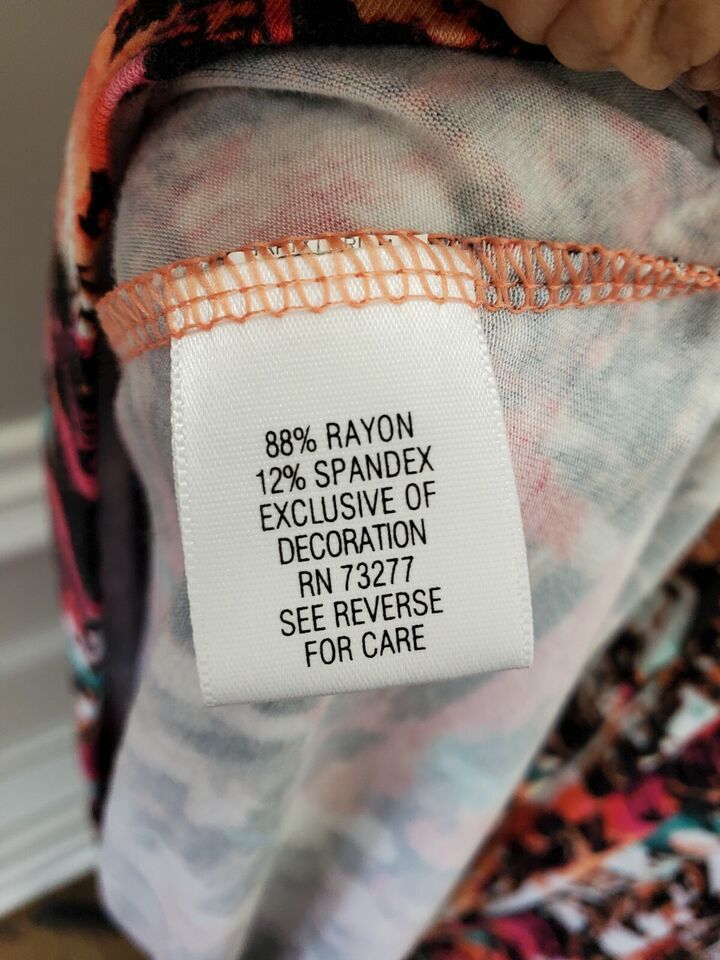 88% RAYON
12% SPANDEX
EXCLUSIVE OF
DECORATION
RN 73277
SEE REVERSE
FOR CARE